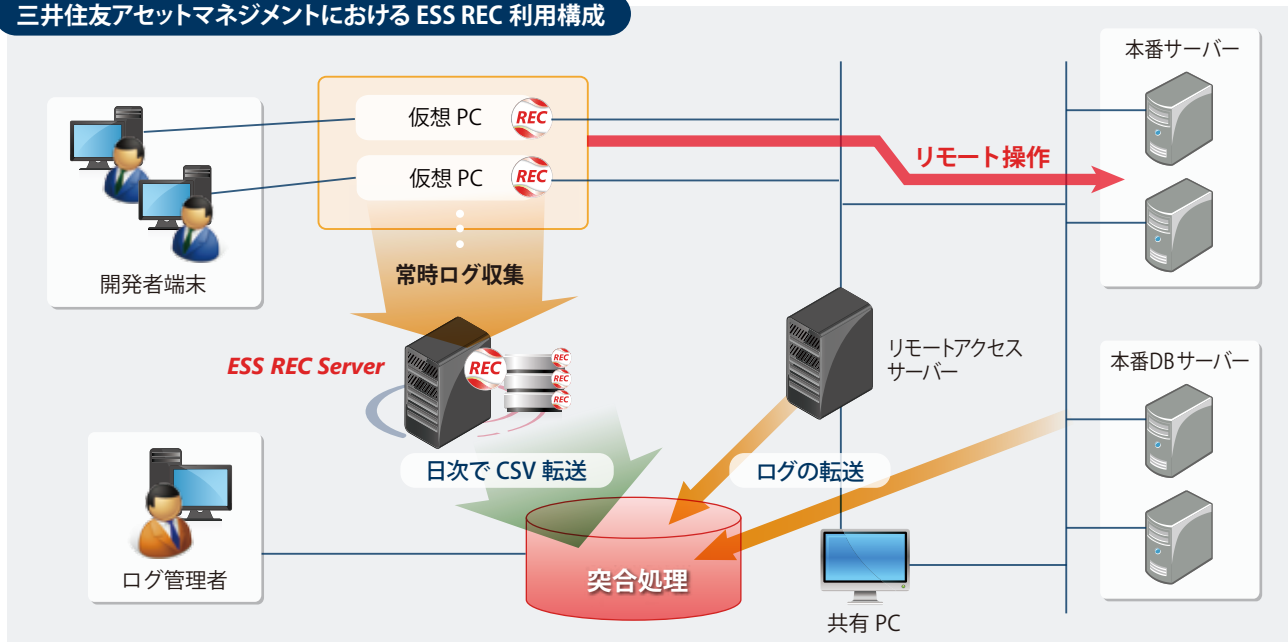 三井住友アセットマネジメントにおける ESS REC 利用構成
仮想 PC
REC
仮想 PC
REC
開発者端末
常時ログ収集
リモート操作
本番サーバー
ESS REC Server
REC
REC
REC
REC
リモートアクセス
サーバー
本番DBサーバー
日次で CSV 転送
ログの転送
ログ管理者
突合処理
共有 PC